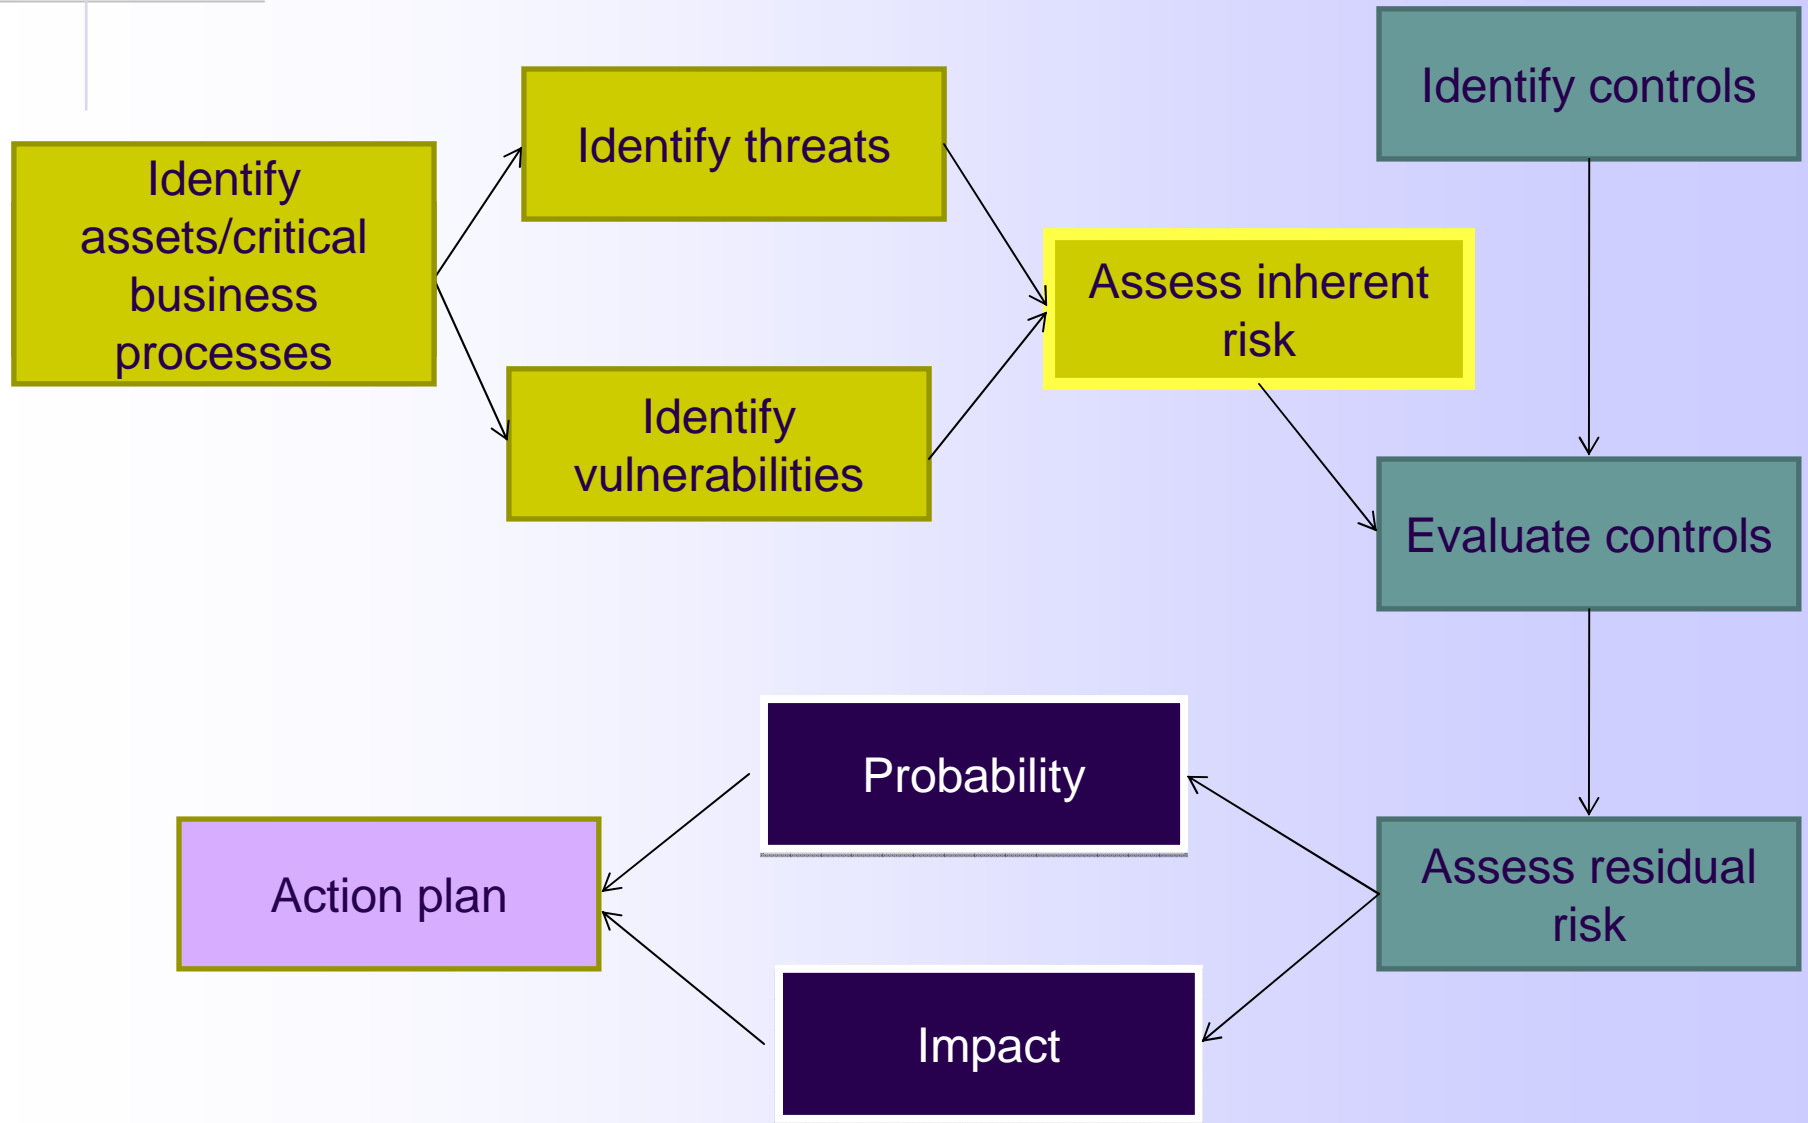 Identify controls
Identify threats
Identify
assets/critical
business
processes
Assess inherent
risk
Identify
vulnerabilities
Evaluate controls
Probability
Assess residual
risk
Action plan
Impact